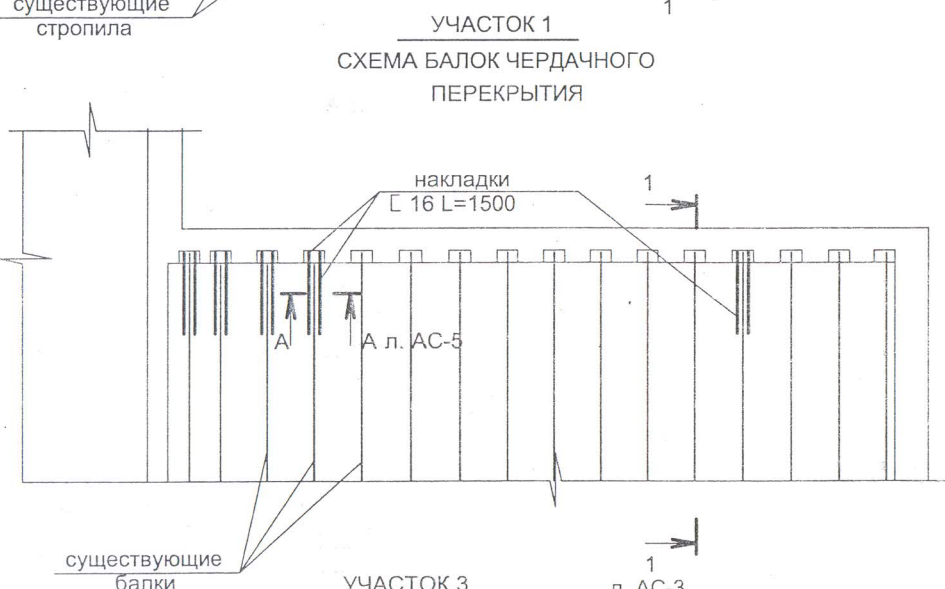 существующие
стропила
1
УЧАСТОК 1
СХЕМА БАЛОК ЧЕРДАЧНОГО
ПЕРЕКРЫТИЯ
накладки
[ 16 L=1500
1
А
А л. АС-5
существующие
балки
1
УЧАСТОК 3
л. АС-3